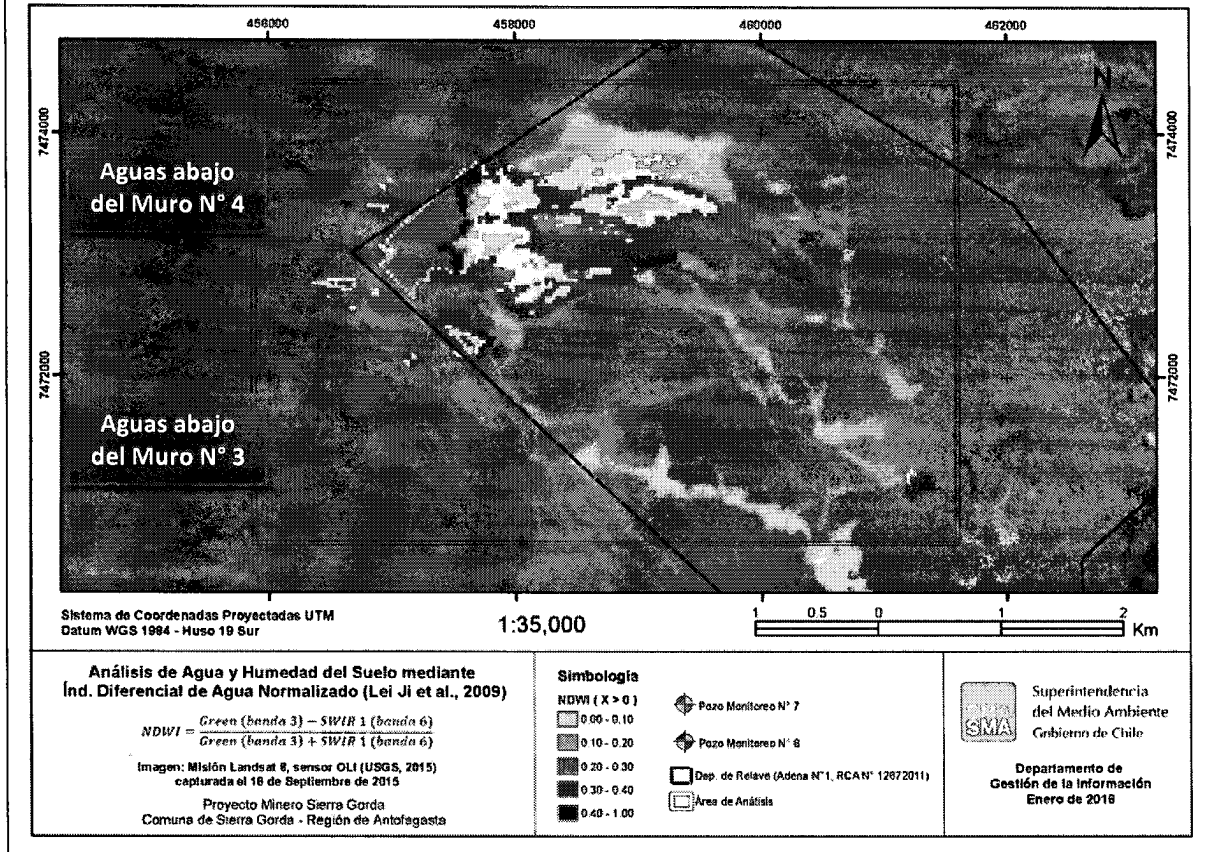 456000
458000
460000
462000
7474000
7474000
N
Aguas abajo
del Muro N° 4
7472000
7472000
Aguas abajo
del Muro N° 3
Sistema de Coordenadas Proyectadas UTM
Datum WGS 1984 - Huso 19 Sur
1:35,000
1 0.5 0 1 2
Km
Análisis de Agua y Humedad del Suelo mediante
Índ. Diferencial de Agua Normalizado (Lei Ji et al., 2009)
NDWI = Green (banda 3) − SWIR 1 (banda 6)
Green (banda 3) + SWIR 1 (banda 6)
Imagen: Misión Landsat 8, sensor OLI (USGS, 2015)
capturada el 16 de Septiembre de 2015
Proyecto Minero Sierra Gorda
Comuna de Sierra Gorda - Región de Antofagasta
Simbología
NDWI ( X > 0 )
0.00 - 0.10
0.10 - 0.20
0.20 - 0.30
0.30 - 0.40
0.40 - 1.00
Pozo Monitoreo N° 7
Pozo Monitoreo N° 8
Dep. de Relave (Adena N°1, RCA N° 1267 2011)
Área de Análisis
SMA
Superintendencia
del Medio Ambiente
Gobierno de Chile
Departamento de
Gestión de la Información
Enero de 2016